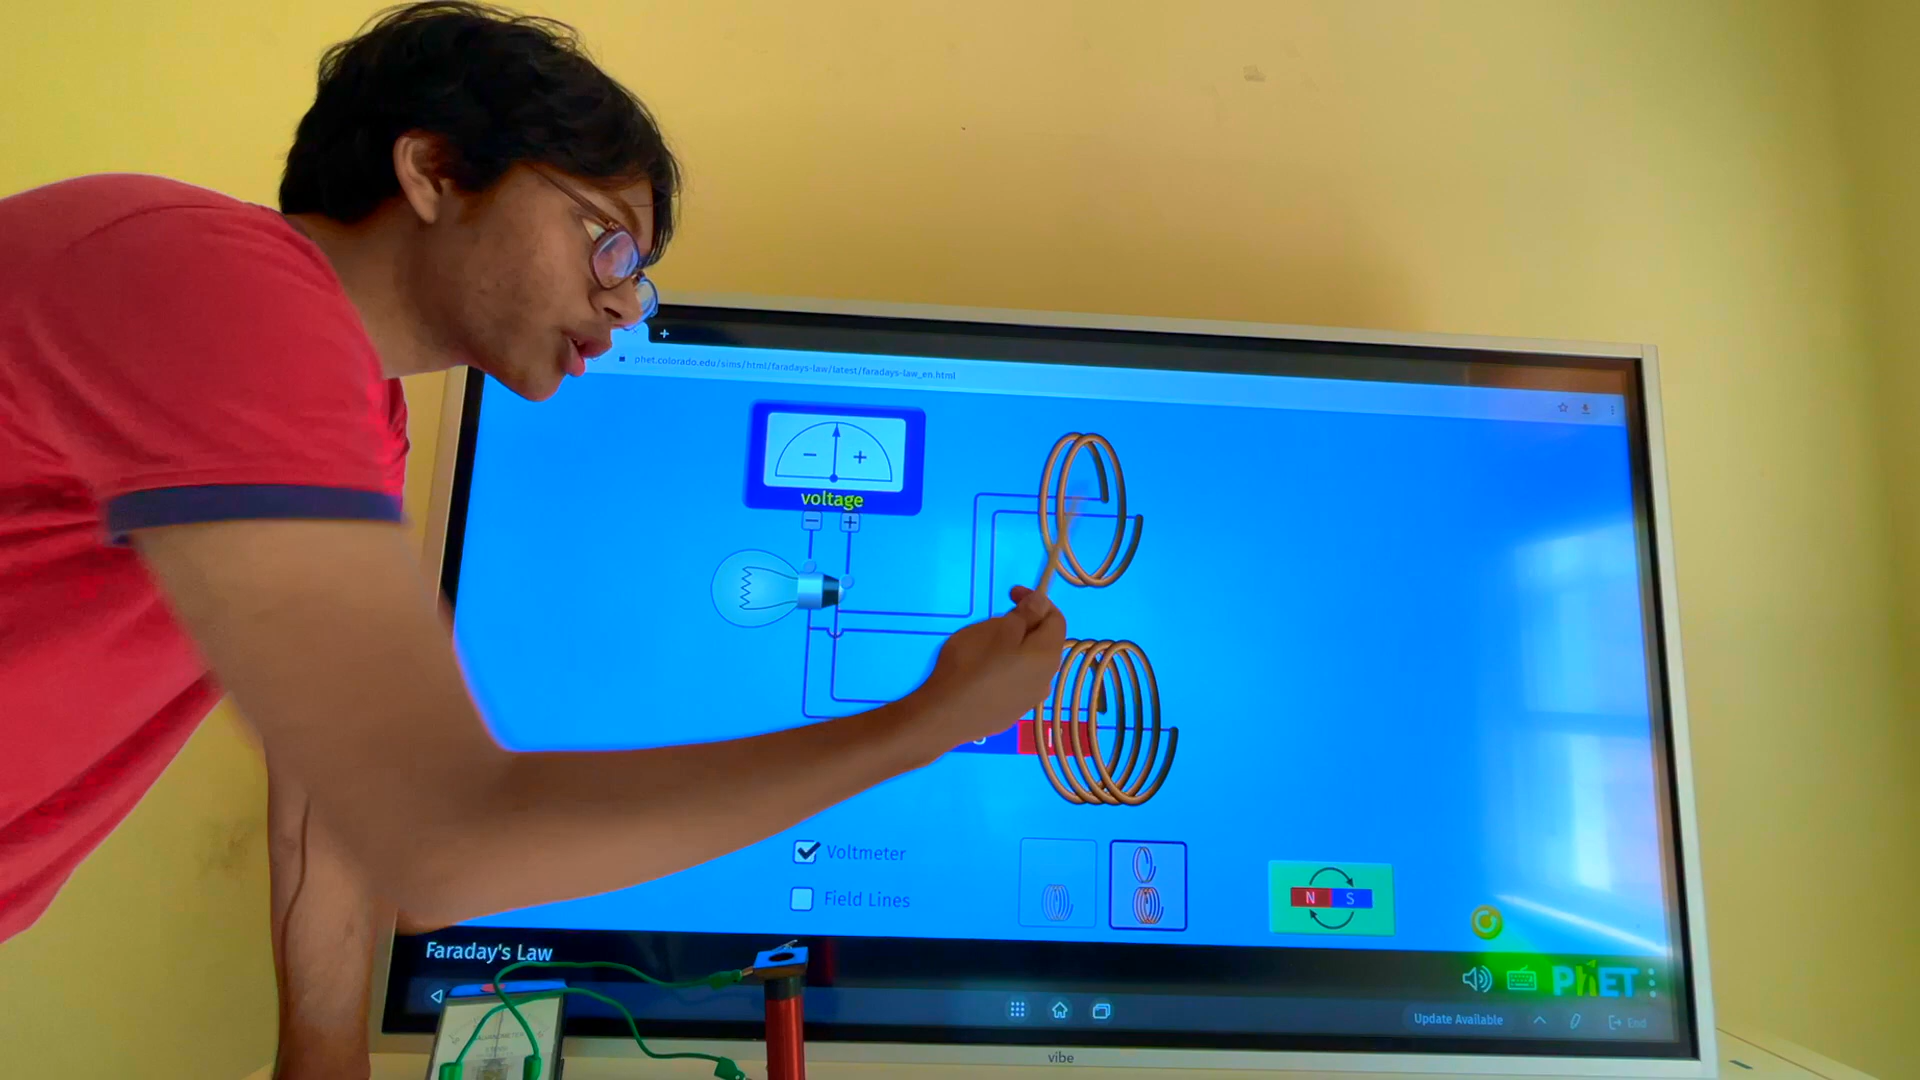 +
phet.colorado.edu/sims/html/faradays-law/latest/faradays-law_en.html
− +
voltage
− +
Voltmeter
Field Lines
N S
Faraday's Law
PhET
Update Available
End
vibe